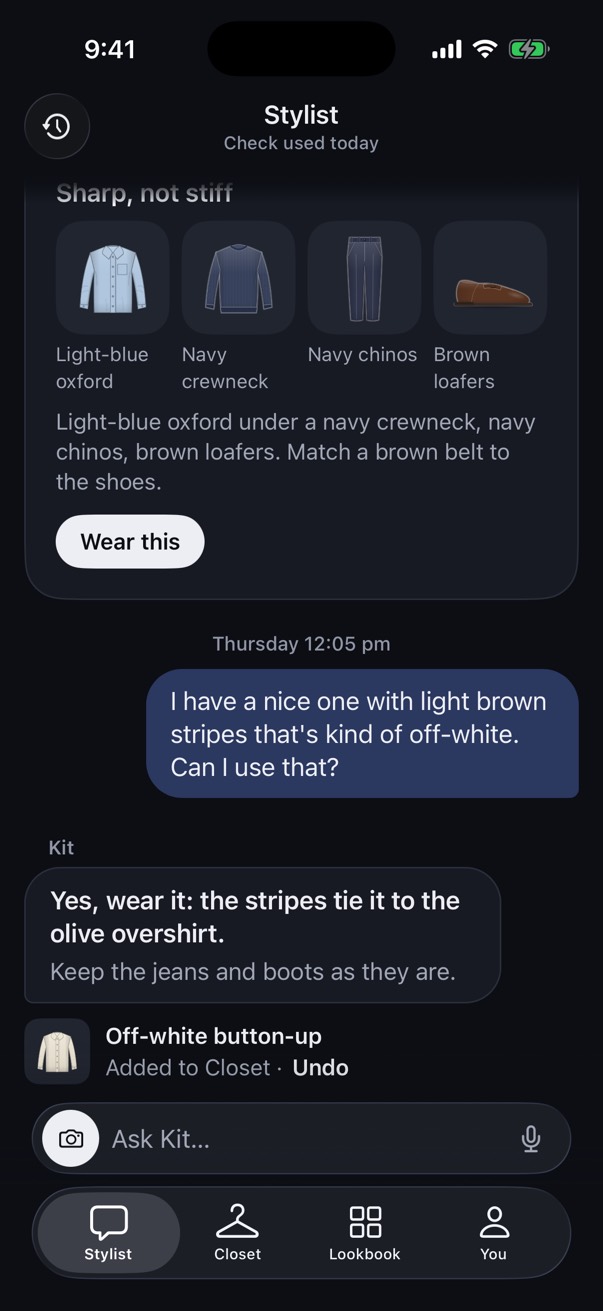 9:41
Stylist
Check used today
Sharp, not stiff
Light-blue
oxford
Navy
crewneck
Navy chinos
Brown
loafers
Light-blue oxford under a navy crewneck, navy
chinos, brown loafers. Match a brown belt to
the shoes.
Wear this
Thursday 12:05 pm
I have a nice one with light brown
stripes that's kind of off-white.
Can I use that?
Kit
Yes, wear it: the stripes tie it to the
olive overshirt.
Keep the jeans and boots as they are.
Off-white button-up
Added to Closet · Undo
Ask Kit...
Stylist
Closet
Lookbook
You